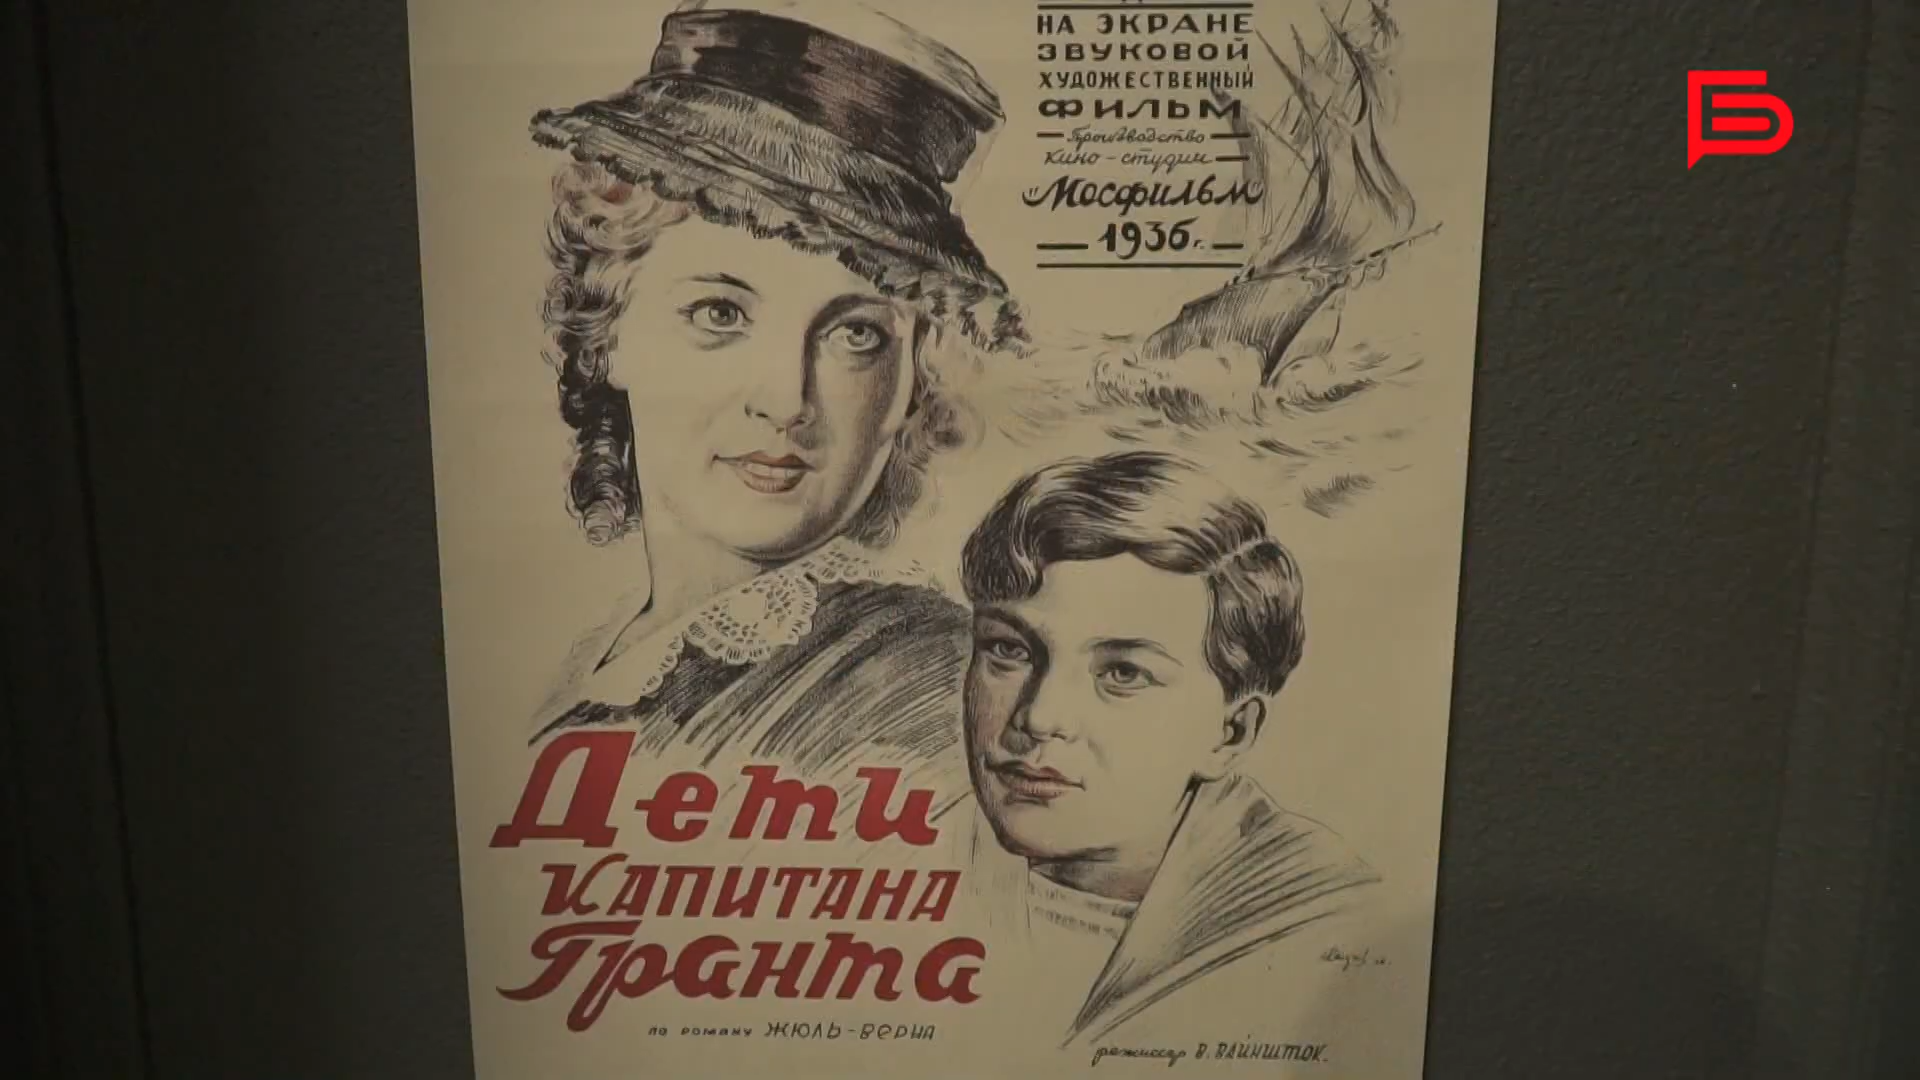 НА ЭКРАНЕ
ЗВУКОВОЙ
ХУДОЖЕСТВЕННЫЙ
ФИЛЬМ
Производство
Кино-студии
"Мосфильм"
1936 г.
Дети
КАПИТАНА
Гранта
по роману ЖЮЛЬ-ВЕРНА
режиссер В. ВАЙНШТОК.
Б